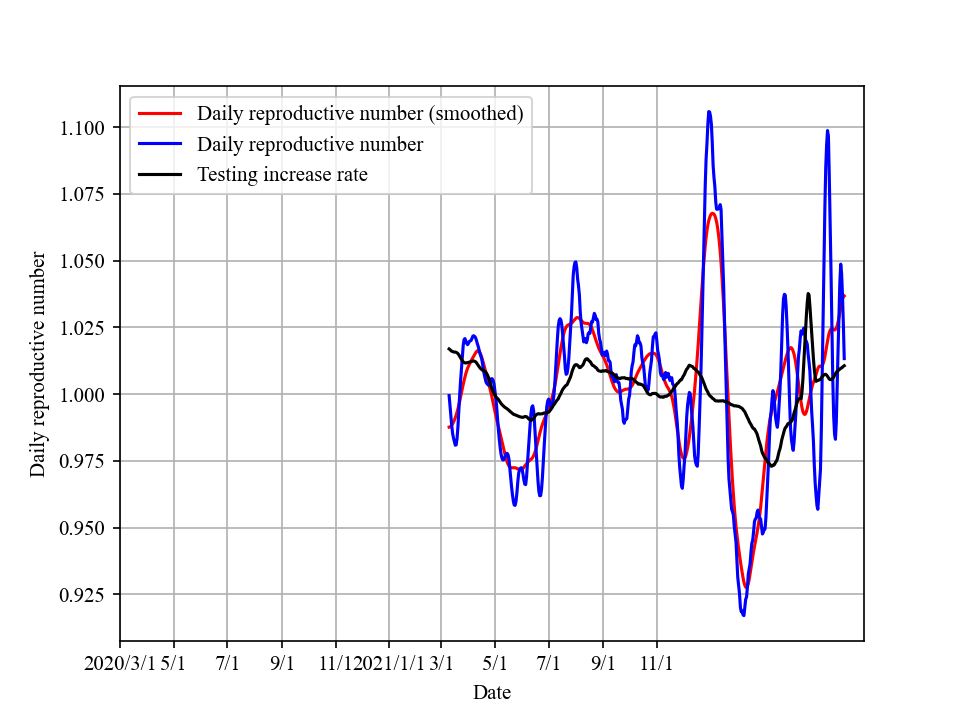 Daily reproductive number (smoothed)
Daily reproductive number
Testing increase rate
1.100
1.075
1.050
1.025
1.000
0.975
0.950
0.925
Daily reproductive number
2020/3/1 5/1 7/1 9/1 11/1 2021/1/1 3/1 5/1 7/1 9/1 11/1
Date